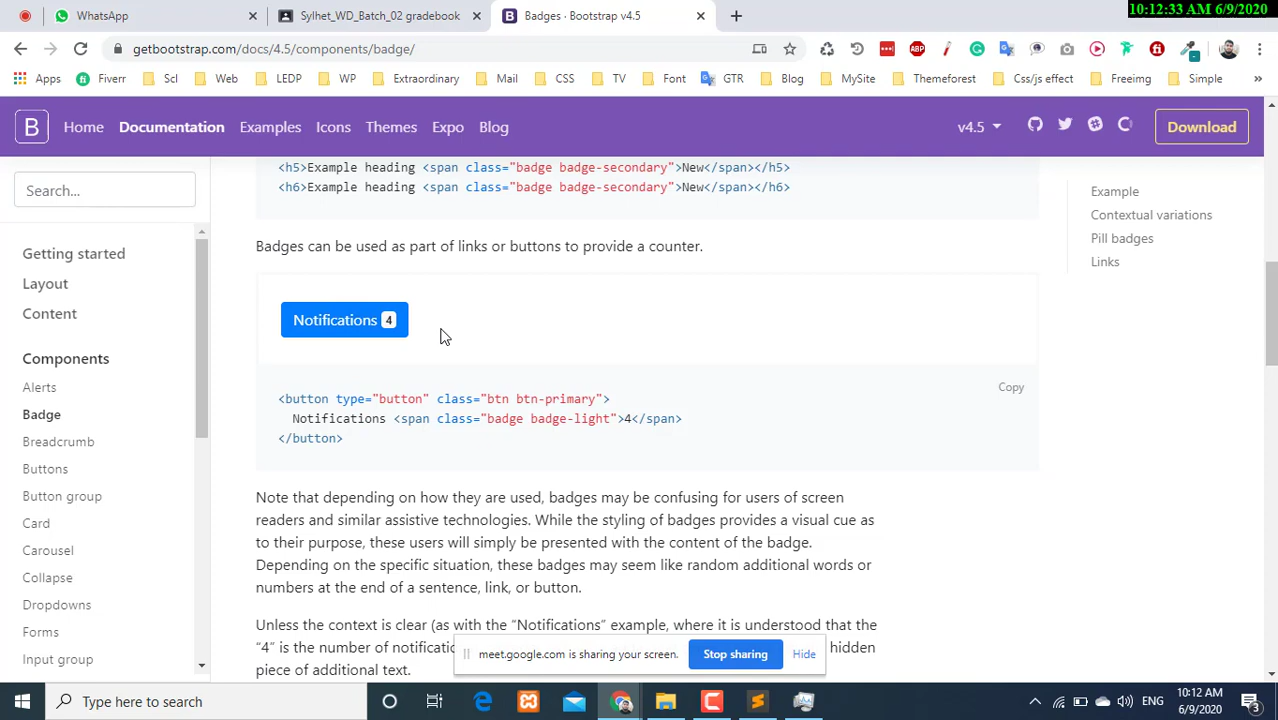 WhatsApp
Sylhet_WD_Batch_02 gradebook
Badges · Bootstrap v4.5
10:12:33 AM 6/9/2020
getbootstrap.com/docs/4.5/components/badge/
ABP
Apps
Fiverr
Scl
Web
LEDP
WP
Extraordinary
Mail
CSS
TV
Font
GTR
Blog
MySite
Themeforest
Css/js effect
Freeimg
Simple
»
B
Home
Documentation
Examples
Icons
Themes
Expo
Blog
v4.5
Download
Search...
Getting started
Layout
Content
Components
Alerts
Badge
Breadcrumb
Buttons
Button group
Card
Carousel
Collapse
Dropdowns
Forms
Input group
<h5>Example heading <span class="badge badge-secondary">New</span></h5>
<h6>Example heading <span class="badge badge-secondary">New</span></h6>
Badges can be used as part of links or buttons to provide a counter.
Notifications 4
Copy
<button type="button" class="btn btn-primary">
Notifications <span class="badge badge-light">4</span>
</button>
Note that depending on how they are used, badges may be confusing for users of screen
readers and similar assistive technologies. While the styling of badges provides a visual cue as
to their purpose, these users will simply be presented with the content of the badge.
Depending on the specific situation, these badges may seem like random additional words or
numbers at the end of a sentence, link, or button.
Unless the context is clear (as with the “Notifications” example, where it is understood that the
“4” is the number of notificatio
hidden
piece of additional text.
Example
Contextual variations
Pill badges
Links
meet.google.com is sharing your screen.
Stop sharing
Hide
Type here to search
ENG
10:12 AM
6/9/2020
3